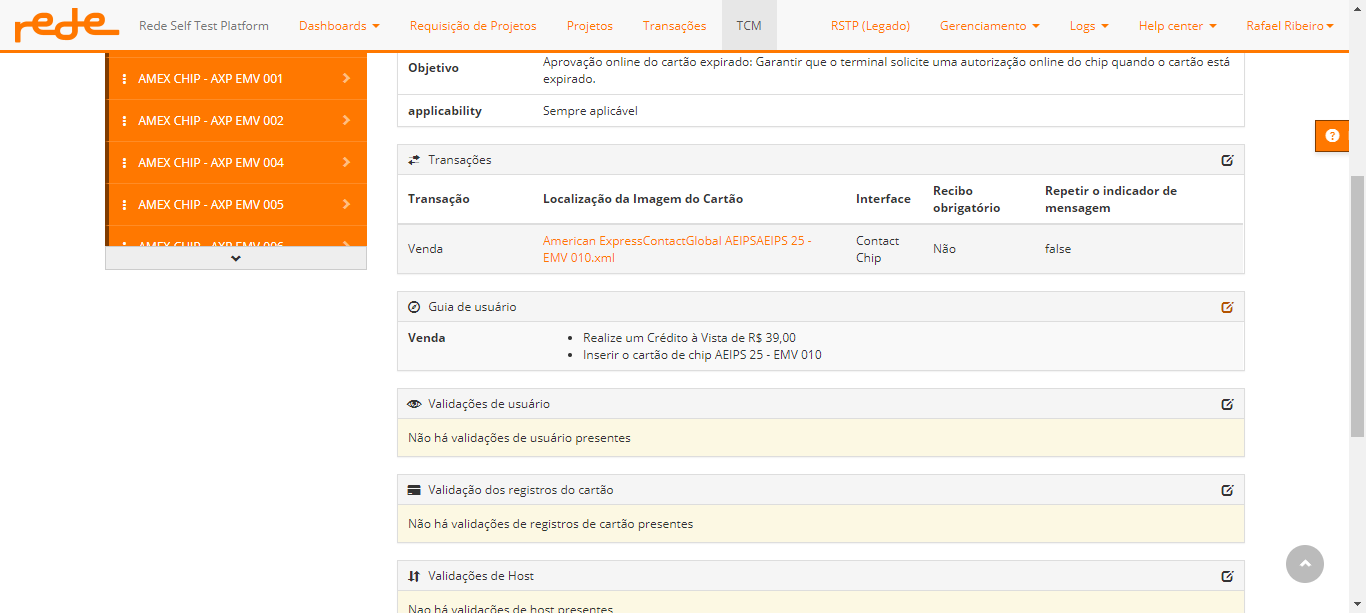 rede
Rede Self Test Platform
Dashboards
Requisição de Projetos
Projetos
Transações
TCM
RSTP (Legado)
Gerenciamento
Logs
Help center
Rafael Ribeiro
AMEX CHIP - AXP EMV 001
AMEX CHIP - AXP EMV 002
AMEX CHIP - AXP EMV 004
AMEX CHIP - AXP EMV 005
AMEX CHIP - AXP EMV 006
Objetivo
Aprovação online do cartão expirado: Garantir que o terminal solicite uma autorização online do chip quando o cartão está
expirado.
applicability
Sempre aplicável
Transações
Transação
Localização da Imagem do Cartão
Interface
Recibo
obrigatório
Repetir o indicador de
mensagem
Venda
American ExpressContactGlobal AEIPSAEIPS 25 -
EMV 010.xml
Contact
Chip
Não
false
Guia de usuário
Venda
• Realize um Crédito à Vista de R$ 39,00
• Inserir o cartão de chip AEIPS 25 - EMV 010
Validações de usuário
Não há validações de usuário presentes
Validação dos registros do cartão
Não há validações de registros de cartão presentes
Validações de Host
Nao há validações de host presentes